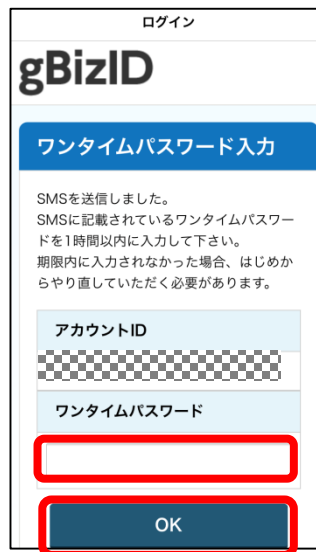 ログイン
gBizID
ワンタイムパスワード入力
SMSを送信しました。
SMSに記載されているワンタイムパスワー
ドを1時間以内に入力して下さい。
期限内に入力されなかった場合、はじめか
らやり直していただく必要があります。
アカウントID
ワンタイムパスワード
OK